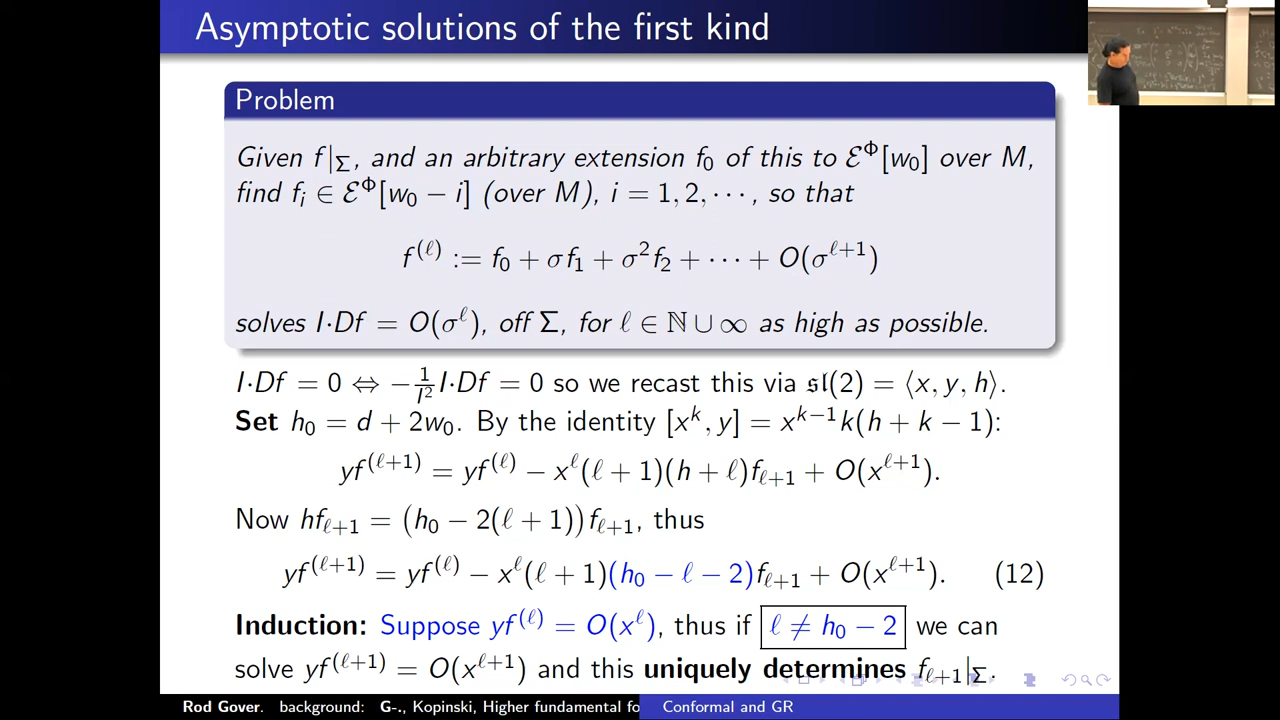 Asymptotic solutions of the first kind
Problem
Given f|_Σ, and an arbitrary extension f₀ of this to ℰ^Φ[w₀] over M,
find fᵢ ∈ ℰ^Φ[w₀ − i] (over M), i = 1, 2, ⋯, so that
f^(ℓ) := f₀ + σf₁ + σ²f₂ + ⋯ + O(σ^{ℓ+1})
solves I·Df = O(σ^ℓ), off Σ, for ℓ ∈ ℕ ∪ ∞ as high as possible.
I·Df = 0 ⇔ −1/I² I·Df = 0 so we recast this via 𝔰𝔩(2) = ⟨x, y, h⟩.
Set h₀ = d + 2w₀. By the identity [x^k, y] = x^{k−1}k(h + k − 1):
yf^(ℓ+1) = yf^(ℓ) − x^ℓ(ℓ + 1)(h + ℓ)f_{ℓ+1} + O(x^{ℓ+1}).
Now hf_{ℓ+1} = (h₀ − 2(ℓ + 1))f_{ℓ+1}, thus
yf^(ℓ+1) = yf^(ℓ) − x^ℓ(ℓ + 1)(h₀ − ℓ − 2)f_{ℓ+1} + O(x^{ℓ+1}). (12)
Induction: Suppose yf^(ℓ) = O(x^ℓ), thus if ℓ ≠ h₀ − 2 we can
solve yf^(ℓ+1) = O(x^{ℓ+1}) and this uniquely determines f_{ℓ+1}|_Σ.
Rod Gover. background: G-., Kopinski, Higher fundamental fo
Conformal and GR